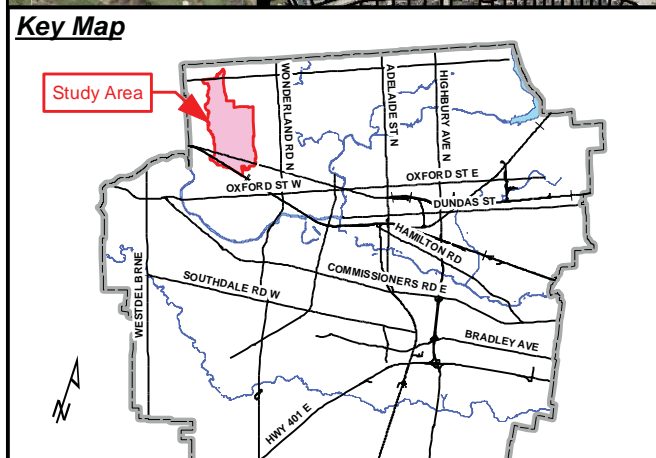 Key Map
Study Area
WONDERLAND RD N
ADELAIDE ST N
HIGHBURY AVE N
OXFORD ST W
OXFORD ST E
DUNDAS ST
HAMILTON RD
WESTDEL BRNE
SOUTHDALE RD W
COMMISSIONERS RD E
BRADLEY AVE
HWY 401 E
N